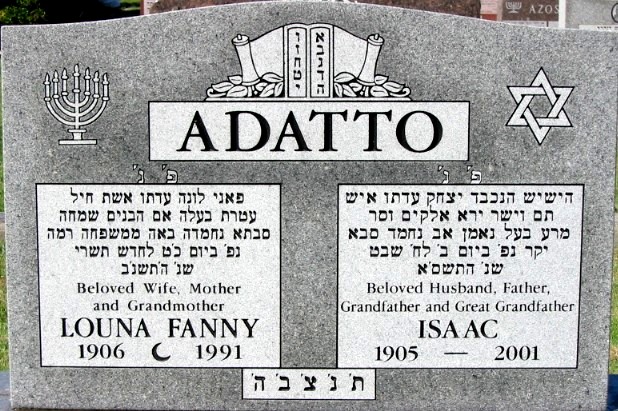 AZOS
ו ז ח ט י
א ב ג ד ה
ADATTO
פ׳ נ׳
פאני לונה עדתו אשת חיל
עטרת בעלה אם הבנים שמחה
סבתא נחמדה באה ממשפחה רמה
נפ׳ ביום כ׳ט לחדש תשרי
שנ׳ ה׳תשנ׳ב
Beloved Wife, Mother
and Grandmother
LOUNA FANNY
1906 1991
פ׳ נ׳
הישיש הנכבד יצחק עדתו איש
תם וישר ירא אלקים וסר
מרע בעל נאמן אב נחמד סבא
יקר נפ׳ ביום ב׳ לח׳ שבט
שנ׳ התשס׳א
Beloved Husband, Father,
Grandfather and Great Grandfather
ISAAC
1905 — 2001
ת׳ נ׳ צ׳ ב׳ ה׳